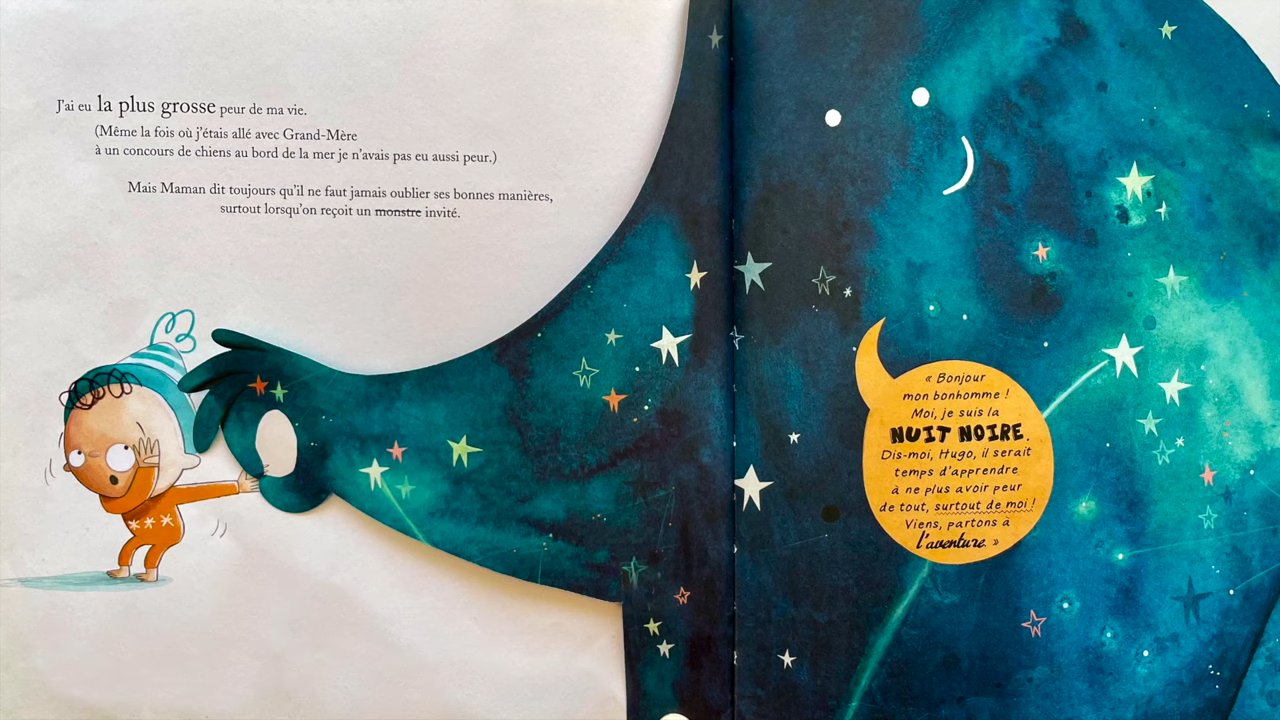 J'ai eu la plus grosse peur de ma vie.
(Même la fois où j'étais allé avec Grand-Mère
à un concours de chiens au bord de la mer je n'avais pas eu aussi peur.)
Mais Maman dit toujours qu'il ne faut jamais oublier ses bonnes manières,
surtout lorsqu'on reçoit un monstre invité.
« Bonjour
mon bonhomme !
Moi, je suis la
NUIT NOIRE.
Dis-moi, Hugo, il serait
temps d'apprendre
à ne plus avoir peur
de tout, surtout de moi !
Viens, partons à
l'aventure. »